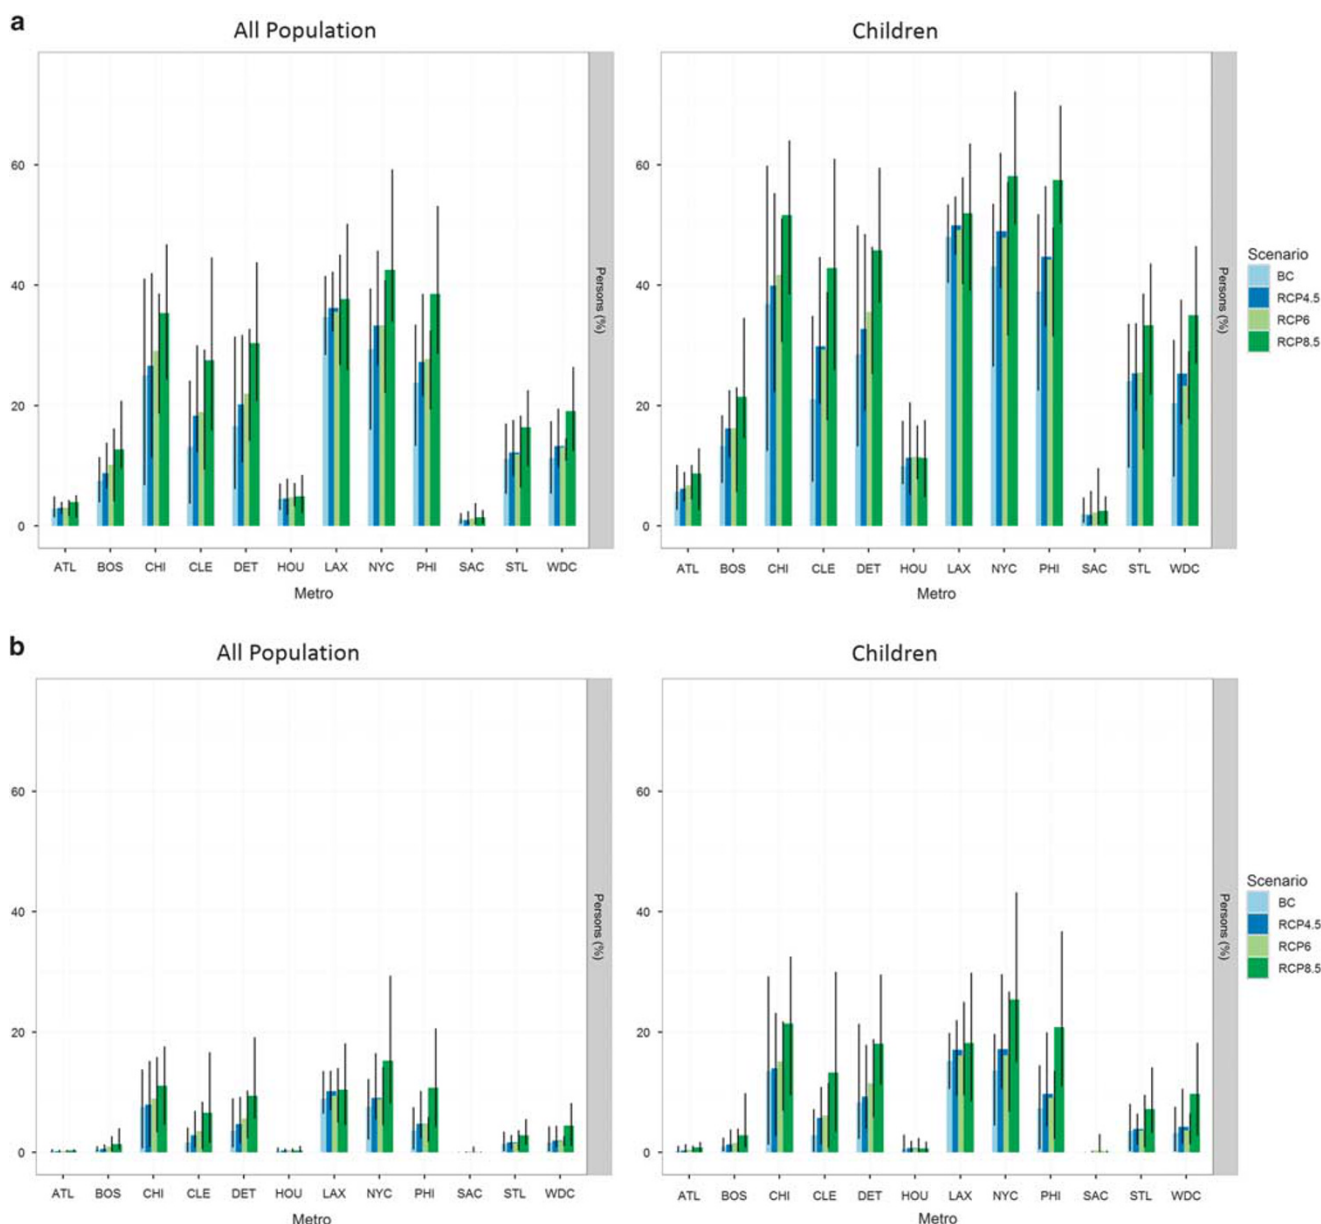 a
All Population
Children
60
40
20
0
ATL BOS CHI CLE DET HOU LAX NYC PHI SAC STL WDC
Metro
Persons (%)
60
40
20
0
ATL BOS CHI CLE DET HOU LAX NYC PHI SAC STL WDC
Metro
Persons (%)
Scenario
BC
RCP4.5
RCP6
RCP8.5
b
All Population
Children
60
40
20
0
ATL BOS CHI CLE DET HOU LAX NYC PHI SAC STL WDC
Metro
Persons (%)
60
40
20
0
ATL BOS CHI CLE DET HOU LAX NYC PHI SAC STL WDC
Metro
Persons (%)
Scenario
BC
RCP4.5
RCP6
RCP8.5